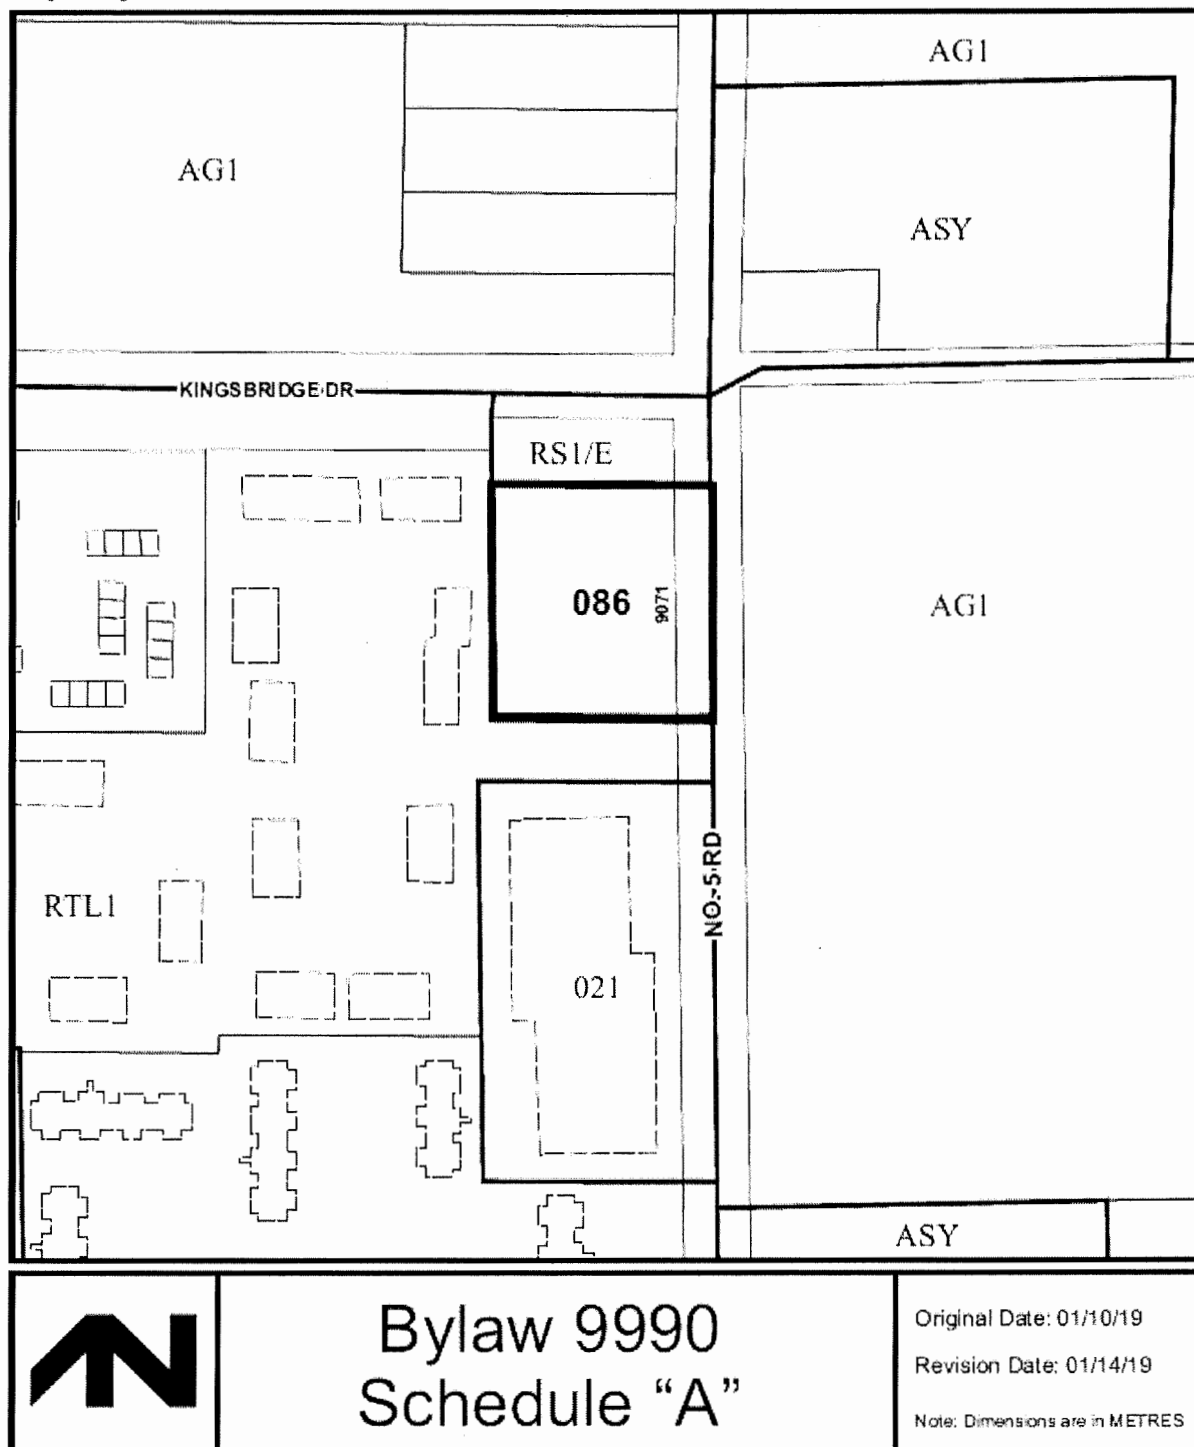 AG1
AG1
ASY
KINGSBRIDGE DR
RS1/E
086
9071
AG1
NO. 5 RD
RTL1
021
ASY
Bylaw 9990
Schedule “A”
Original Date: 01/10/19
Revision Date: 01/14/19
Note: Dimensions are in METRES